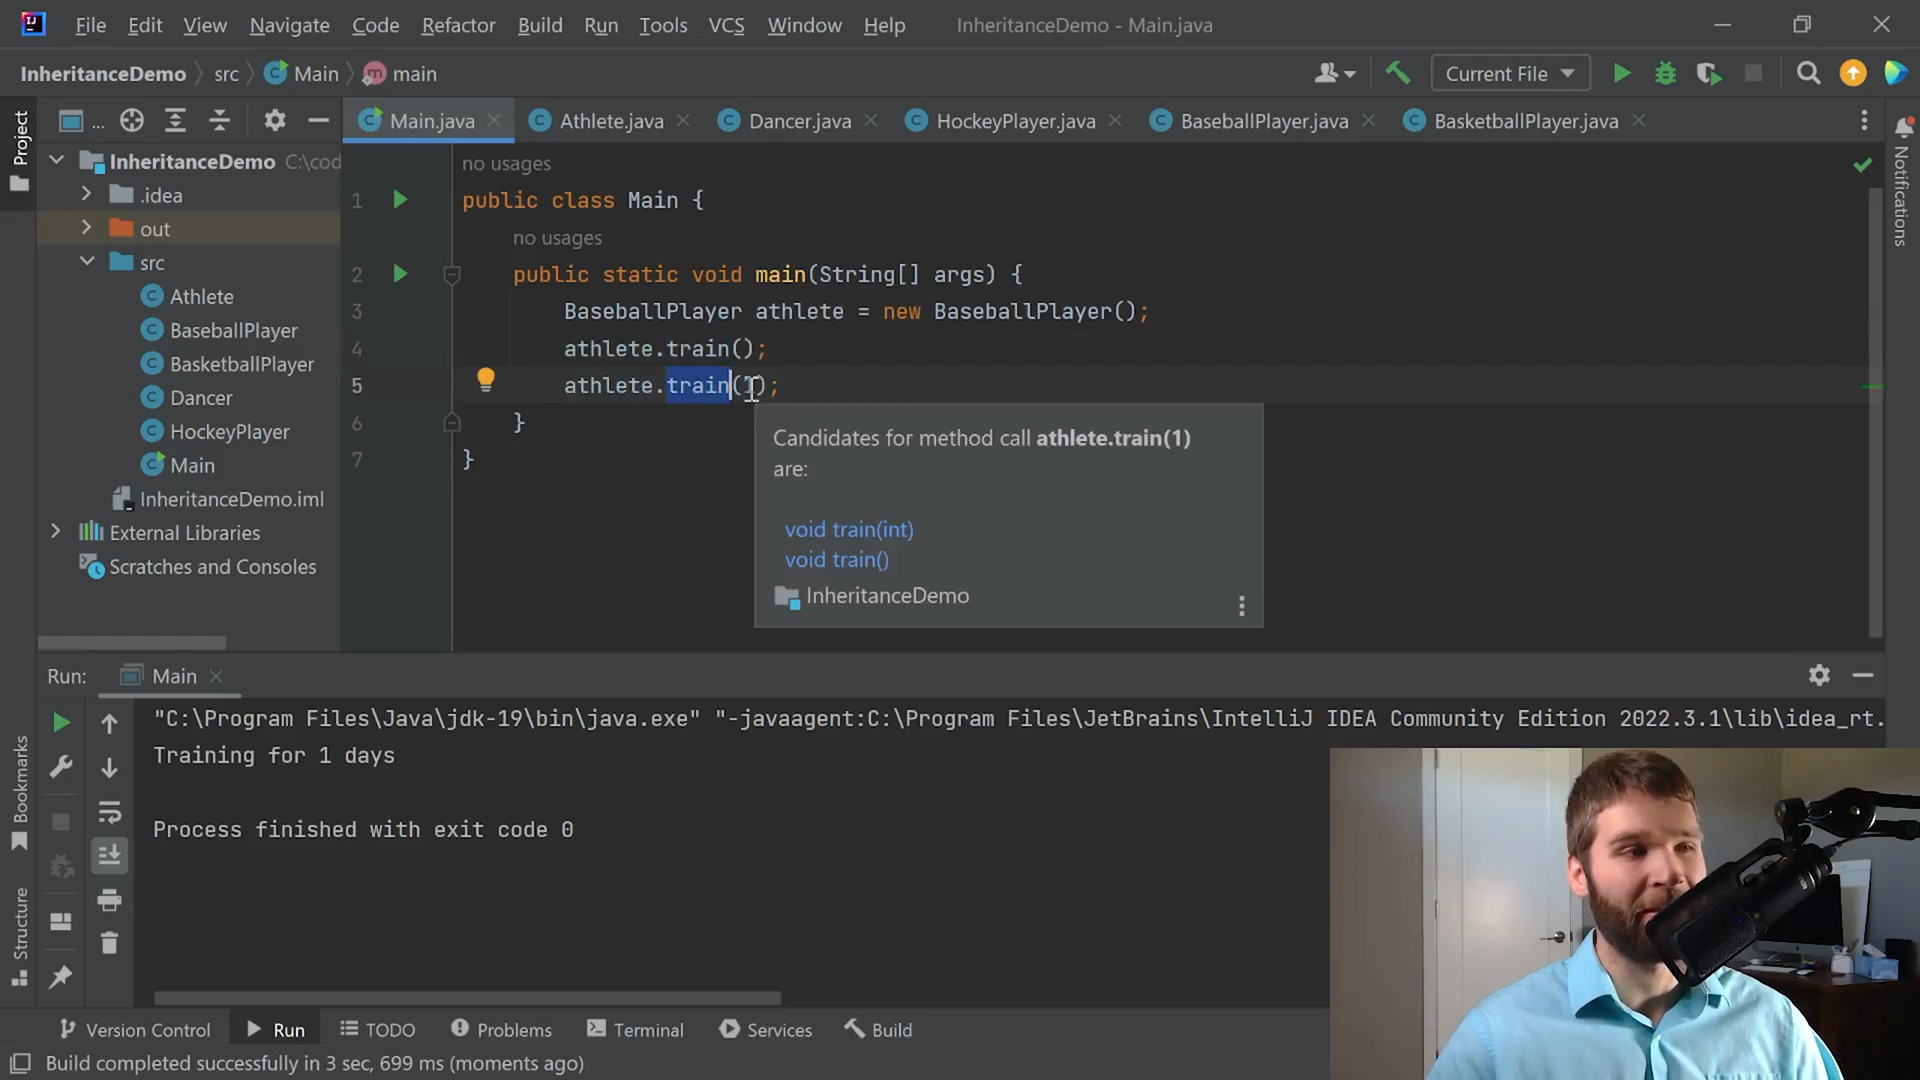 File Edit View Navigate Code Refactor Build Run Tools VCS Window Help InheritanceDemo - Main.java
InheritanceDemo src Main main Current File
Project
... Main.java Athlete.java Dancer.java HockeyPlayer.java BaseballPlayer.java BasketballPlayer.java
InheritanceDemo C:\cod
.idea
out
src
Athlete
BaseballPlayer
BasketballPlayer
Dancer
HockeyPlayer
Main
InheritanceDemo.iml
External Libraries
Scratches and Consoles
no usages
1 public class Main {
no usages
2 public static void main(String[] args) {
3 BaseballPlayer athlete = new BaseballPlayer();
4 athlete.train();
5 athlete.train(1);
6 }
7 }
Candidates for method call athlete.train(1)
are:
void train(int)
void train()
InheritanceDemo
Notifications
Run: Main
"C:\Program Files\Java\jdk-19\bin\java.exe" "-javaagent:C:\Program Files\JetBrains\IntelliJ IDEA Community Edition 2022.3.1\lib\idea_rt.
Training for 1 days
Process finished with exit code 0
Bookmarks
Structure
Version Control Run TODO Problems Terminal Services Build
Build completed successfully in 3 sec, 699 ms (moments ago)